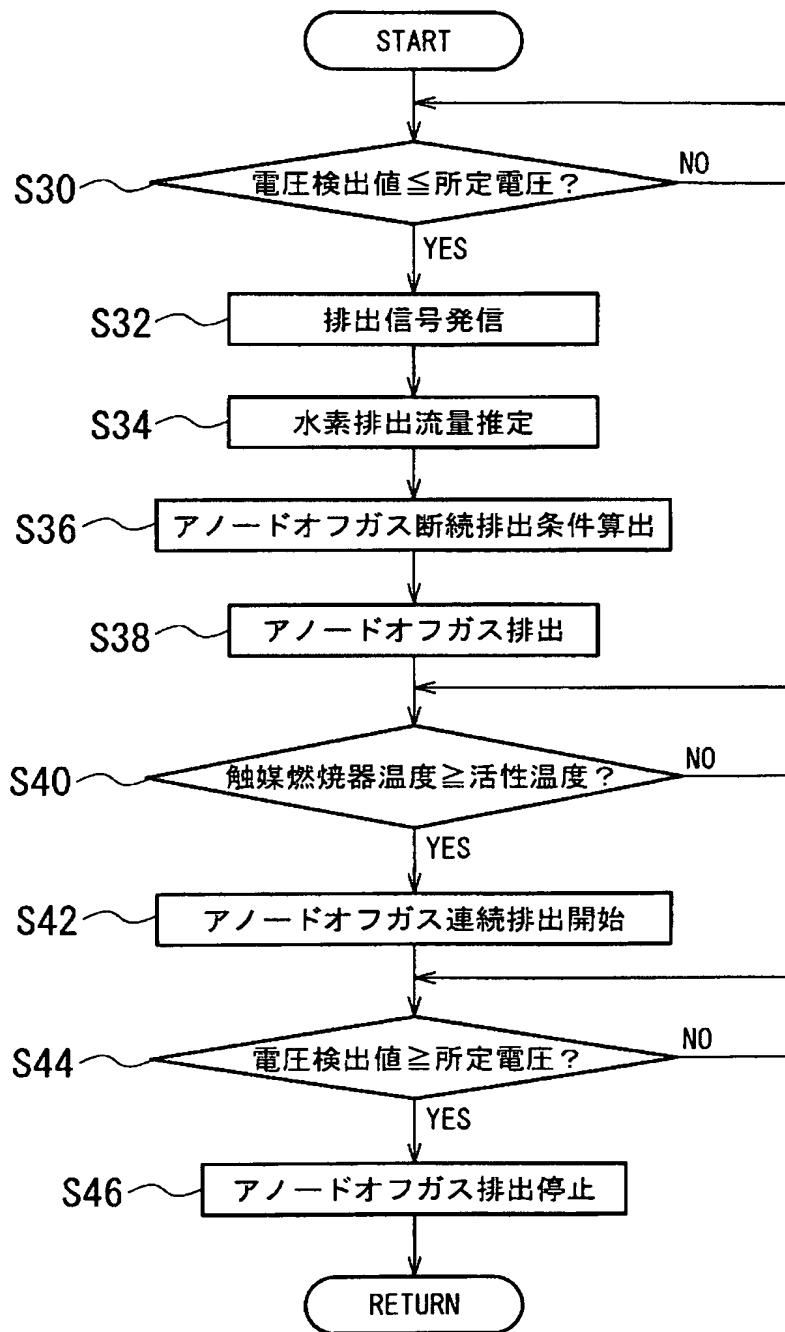 START
S30 電圧検出値≦所定電圧? NO
YES
S32 排出信号発信
S34 水素排出流量推定
S36 アノードオフガス断続排出条件算出
S38 アノードオフガス排出
S40 触媒燃焼器温度≧活性温度? NO
YES
S42 アノードオフガス連続排出開始
S44 電圧検出値≧所定電圧? NO
YES
S46 アノードオフガス排出停止
RETURN